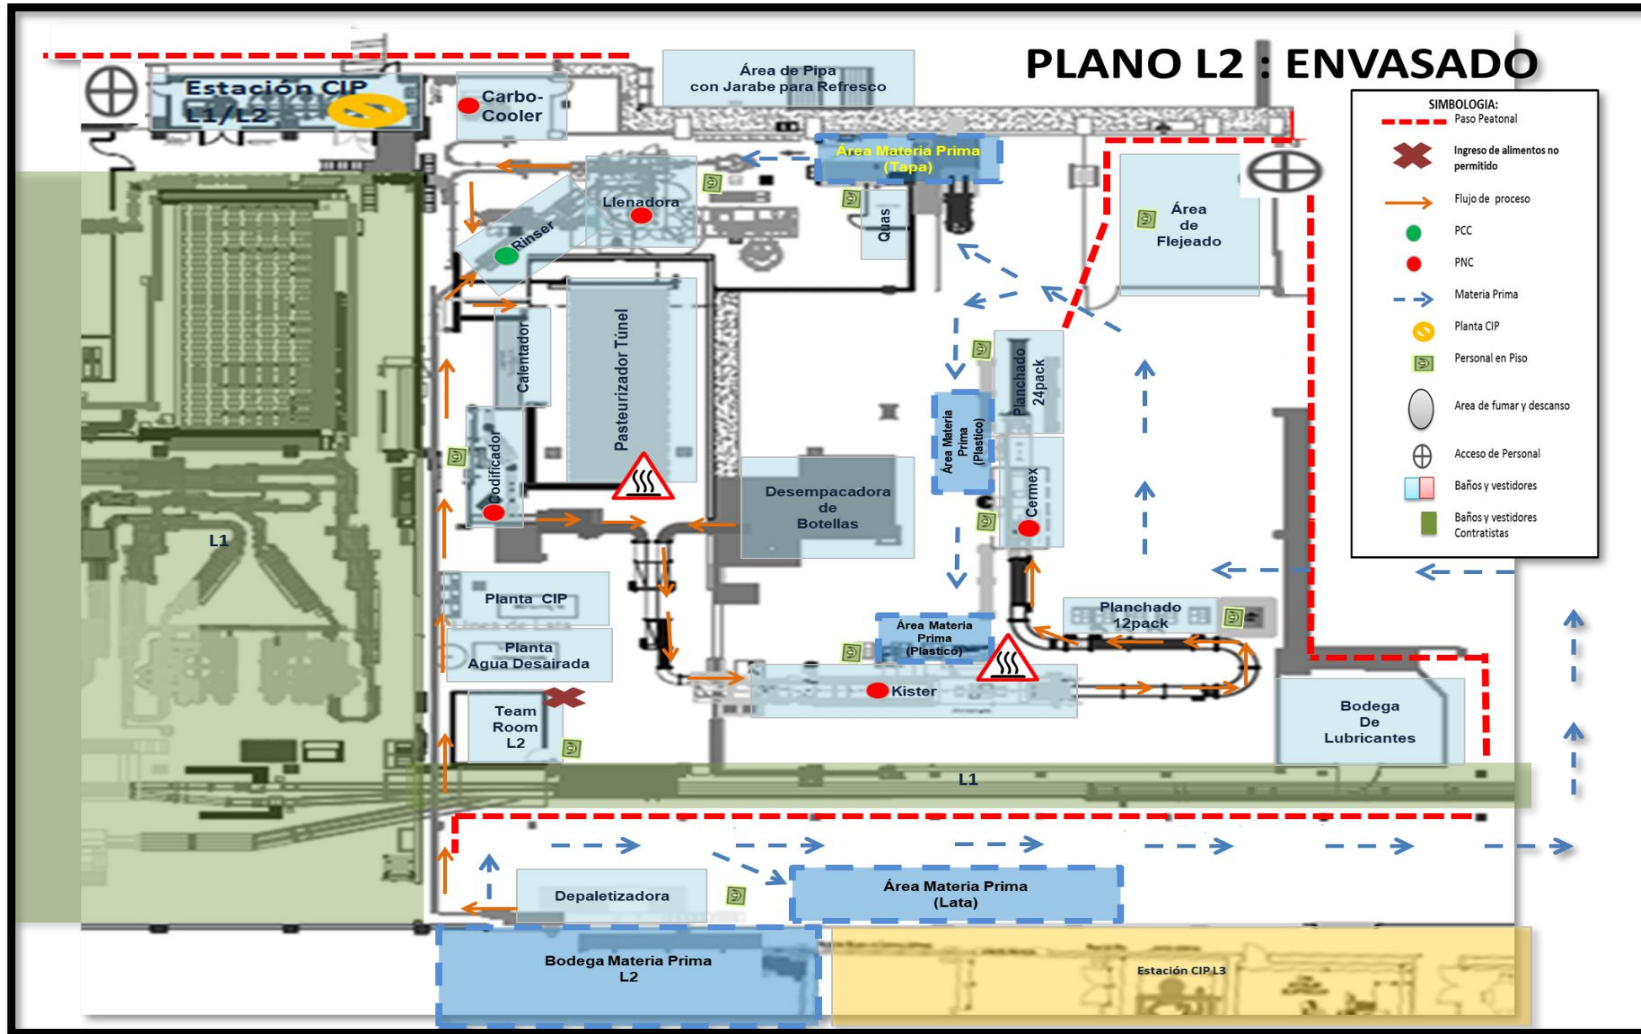 PLANO L2 : ENVASADO
Estación CIP
L1/L2
Carbo-
Cooler
Área de Pipa
con Jarabe para Refresco
SIMBOLOGIA:
Paso Peatonal
Ingreso de alimentos no
permitido
Flujo de proceso
PCC
PNC
Materia Prima
Planta CIP
Personal en Piso
Area de fumar y descanso
Acceso de Personal
Baños y vestidores
Baños y vestidores
Contratistas
Área Materia Prima
(Tapa)
Llenadora
Rinser
Quas
Área
de
Flejeado
Calentador
Pasteurizador Túnel
Planchado
24pack
Área Materia
Prima
(Plastico)
Codificador
Desempacadora
de
Botellas
Cermex
L1
Planta CIP
Planta
Agua Desairada
Planchado
12pack
Área Materia
Prima
(Plastico)
Kister
Team
Room
L2
Bodega
De
Lubricantes
L1
Depaletizadora
Área Materia Prima
(Lata)
Bodega Materia Prima
L2
Estación CIP L3